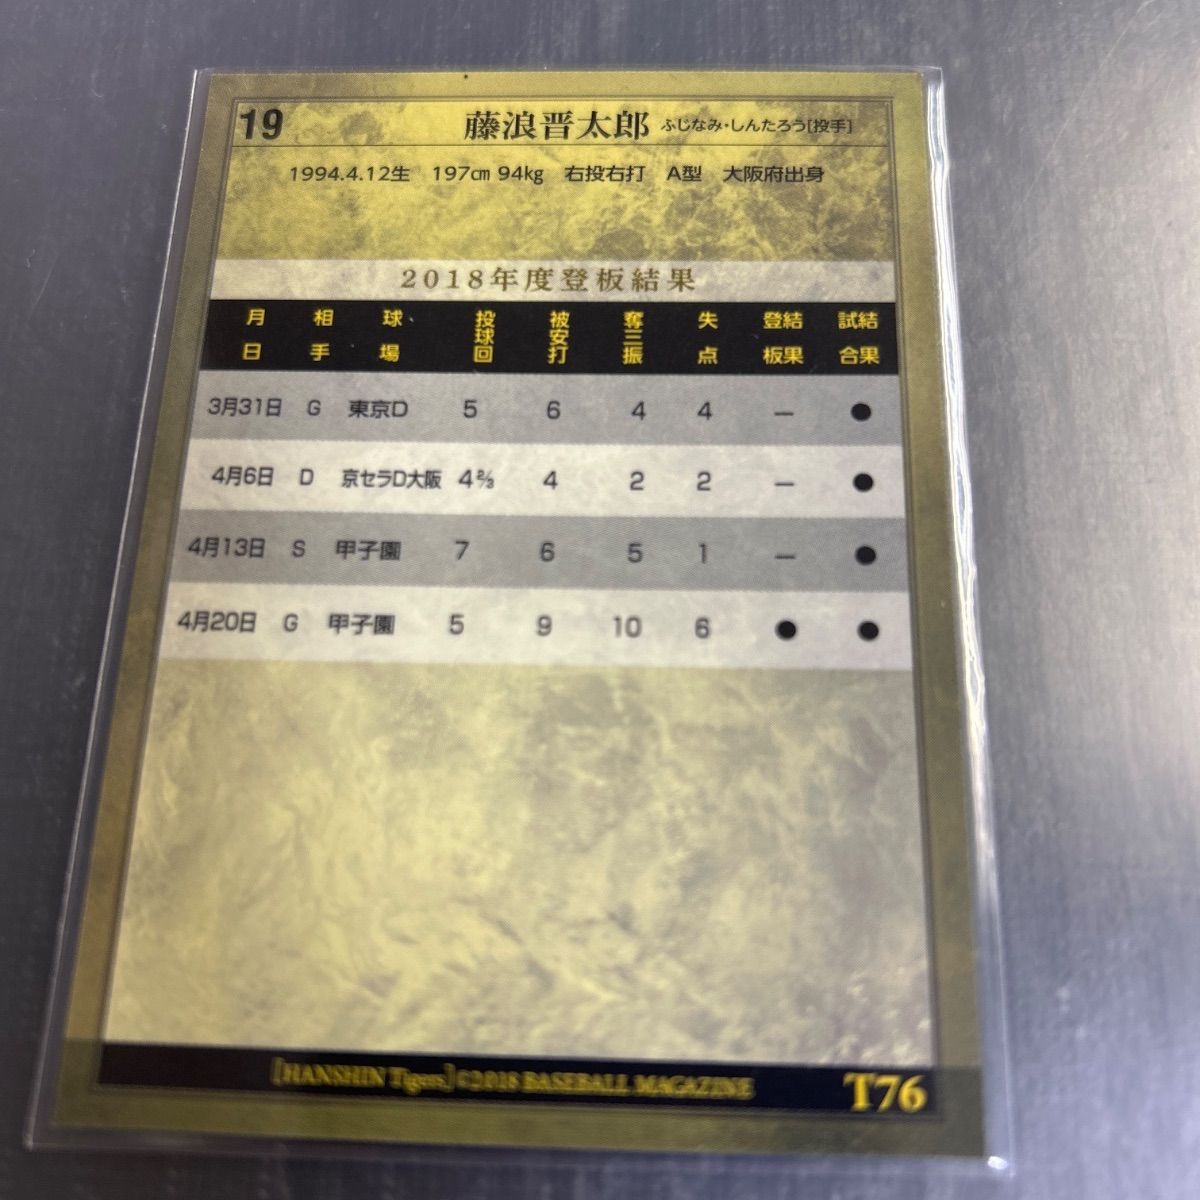 19 藤浪晋太郎 ふじなみ・しんたろう[投手]
1994.4.12生 197㎝ 94㎏ 右投右打 A型 大阪府出身
2018年度登板結果
月日 相手 球場 投球回 被安打 奪三振 失点 登板結果 試合結果
3月31日 G 東京D 5 6 4 4 － ●
4月6日 D 京セラD大阪 4⅔ 4 2 2 － ●
4月13日 S 甲子園 7 6 5 1 － ●
4月20日 G 甲子園 5 9 10 6 ● ●
[HANSHIN Tigers] ©2018 BASEBALL MAGAZINE T76